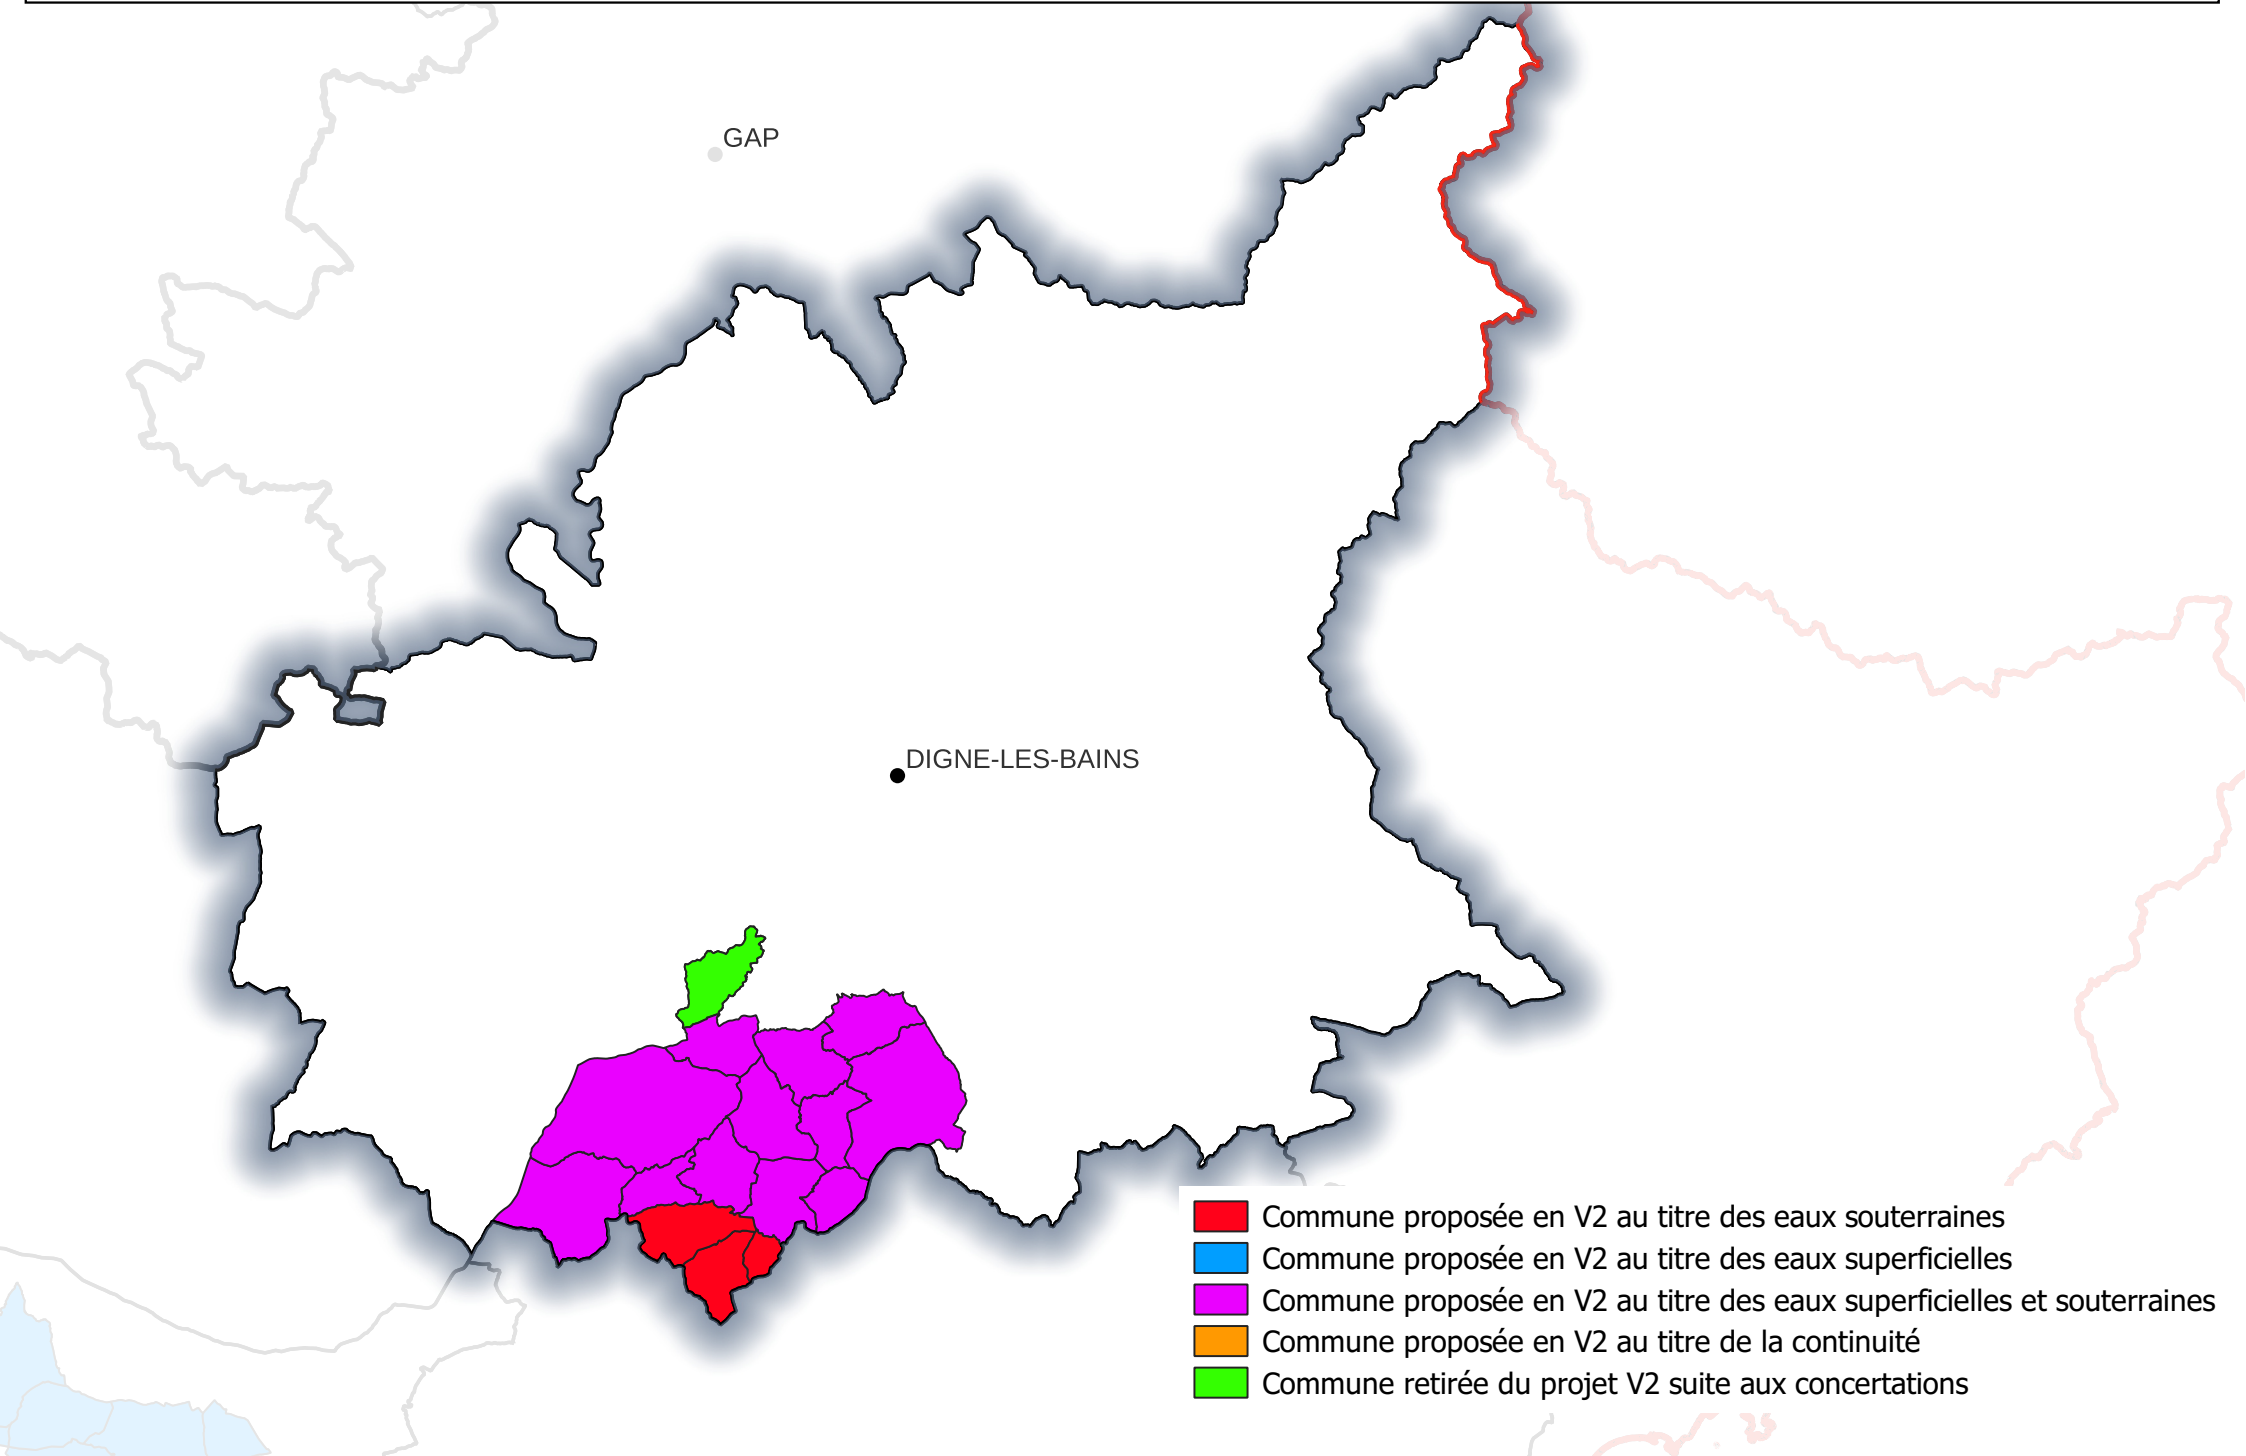 GAP
DIGNE-LES-BAINS
Commune proposée en V2 au titre des eaux souterraines
Commune proposée en V2 au titre des eaux superficielles
Commune proposée en V2 au titre des eaux superficielles et souterraines
Commune proposée en V2 au titre de la continuité
Commune retirée du projet V2 suite aux concertations